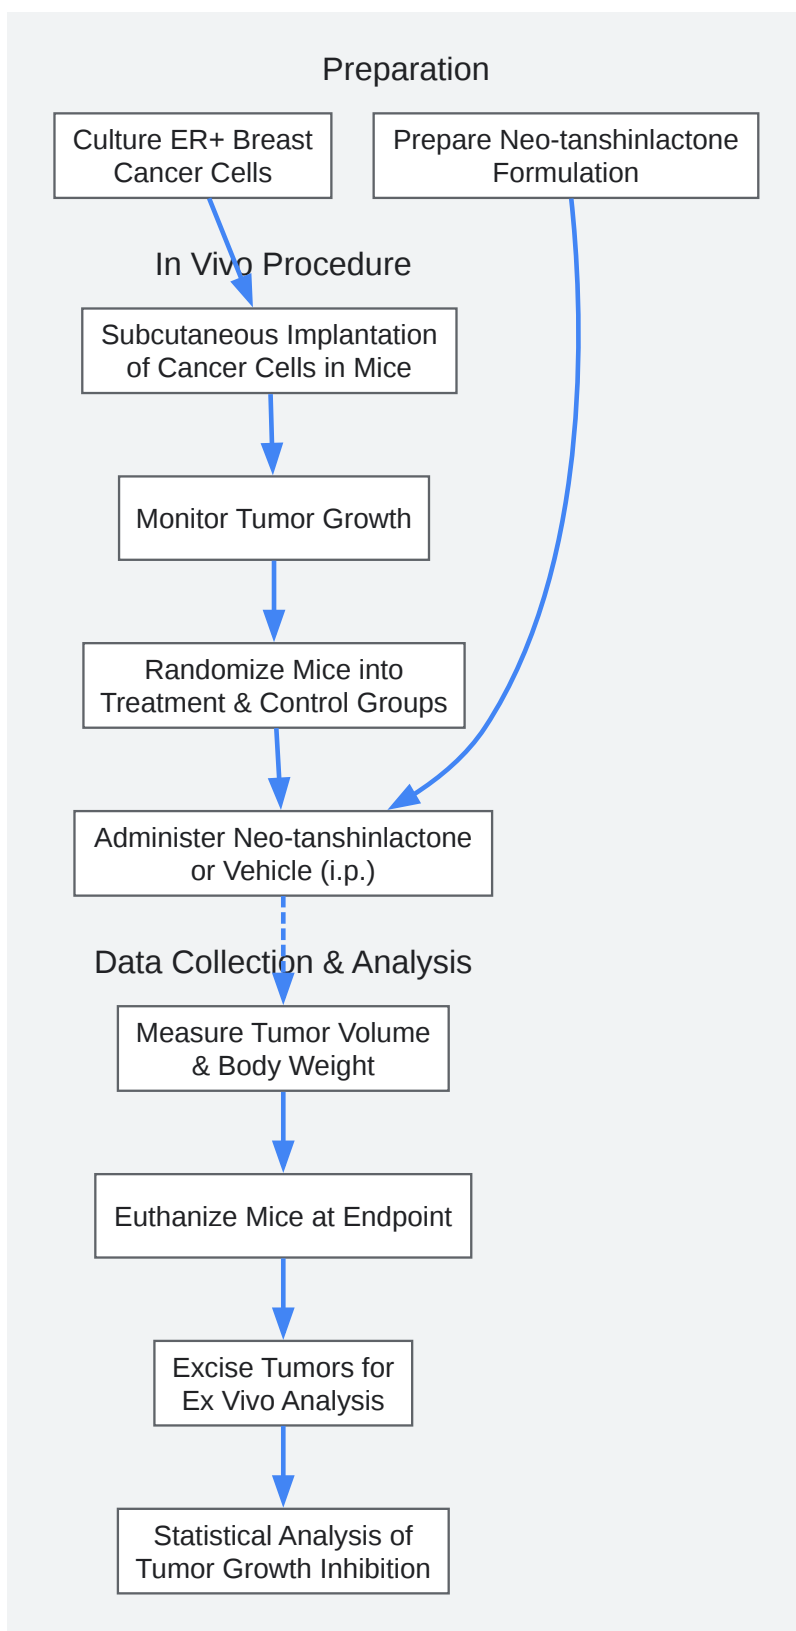 Preparation
Culture ER+ Breast
Cancer Cells
Prepare Neo-tanshinlactone
Formulation
In Vivo Procedure
Subcutaneous Implantation
of Cancer Cells in Mice
Monitor Tumor Growth
Randomize Mice into
Treatment & Control Groups
Administer Neo-tanshinlactone
or Vehicle (i.p.)
Data Collection & Analysis
Measure Tumor Volume
& Body Weight
Euthanize Mice at Endpoint
Excise Tumors for
Ex Vivo Analysis
Statistical Analysis of
Tumor Growth Inhibition